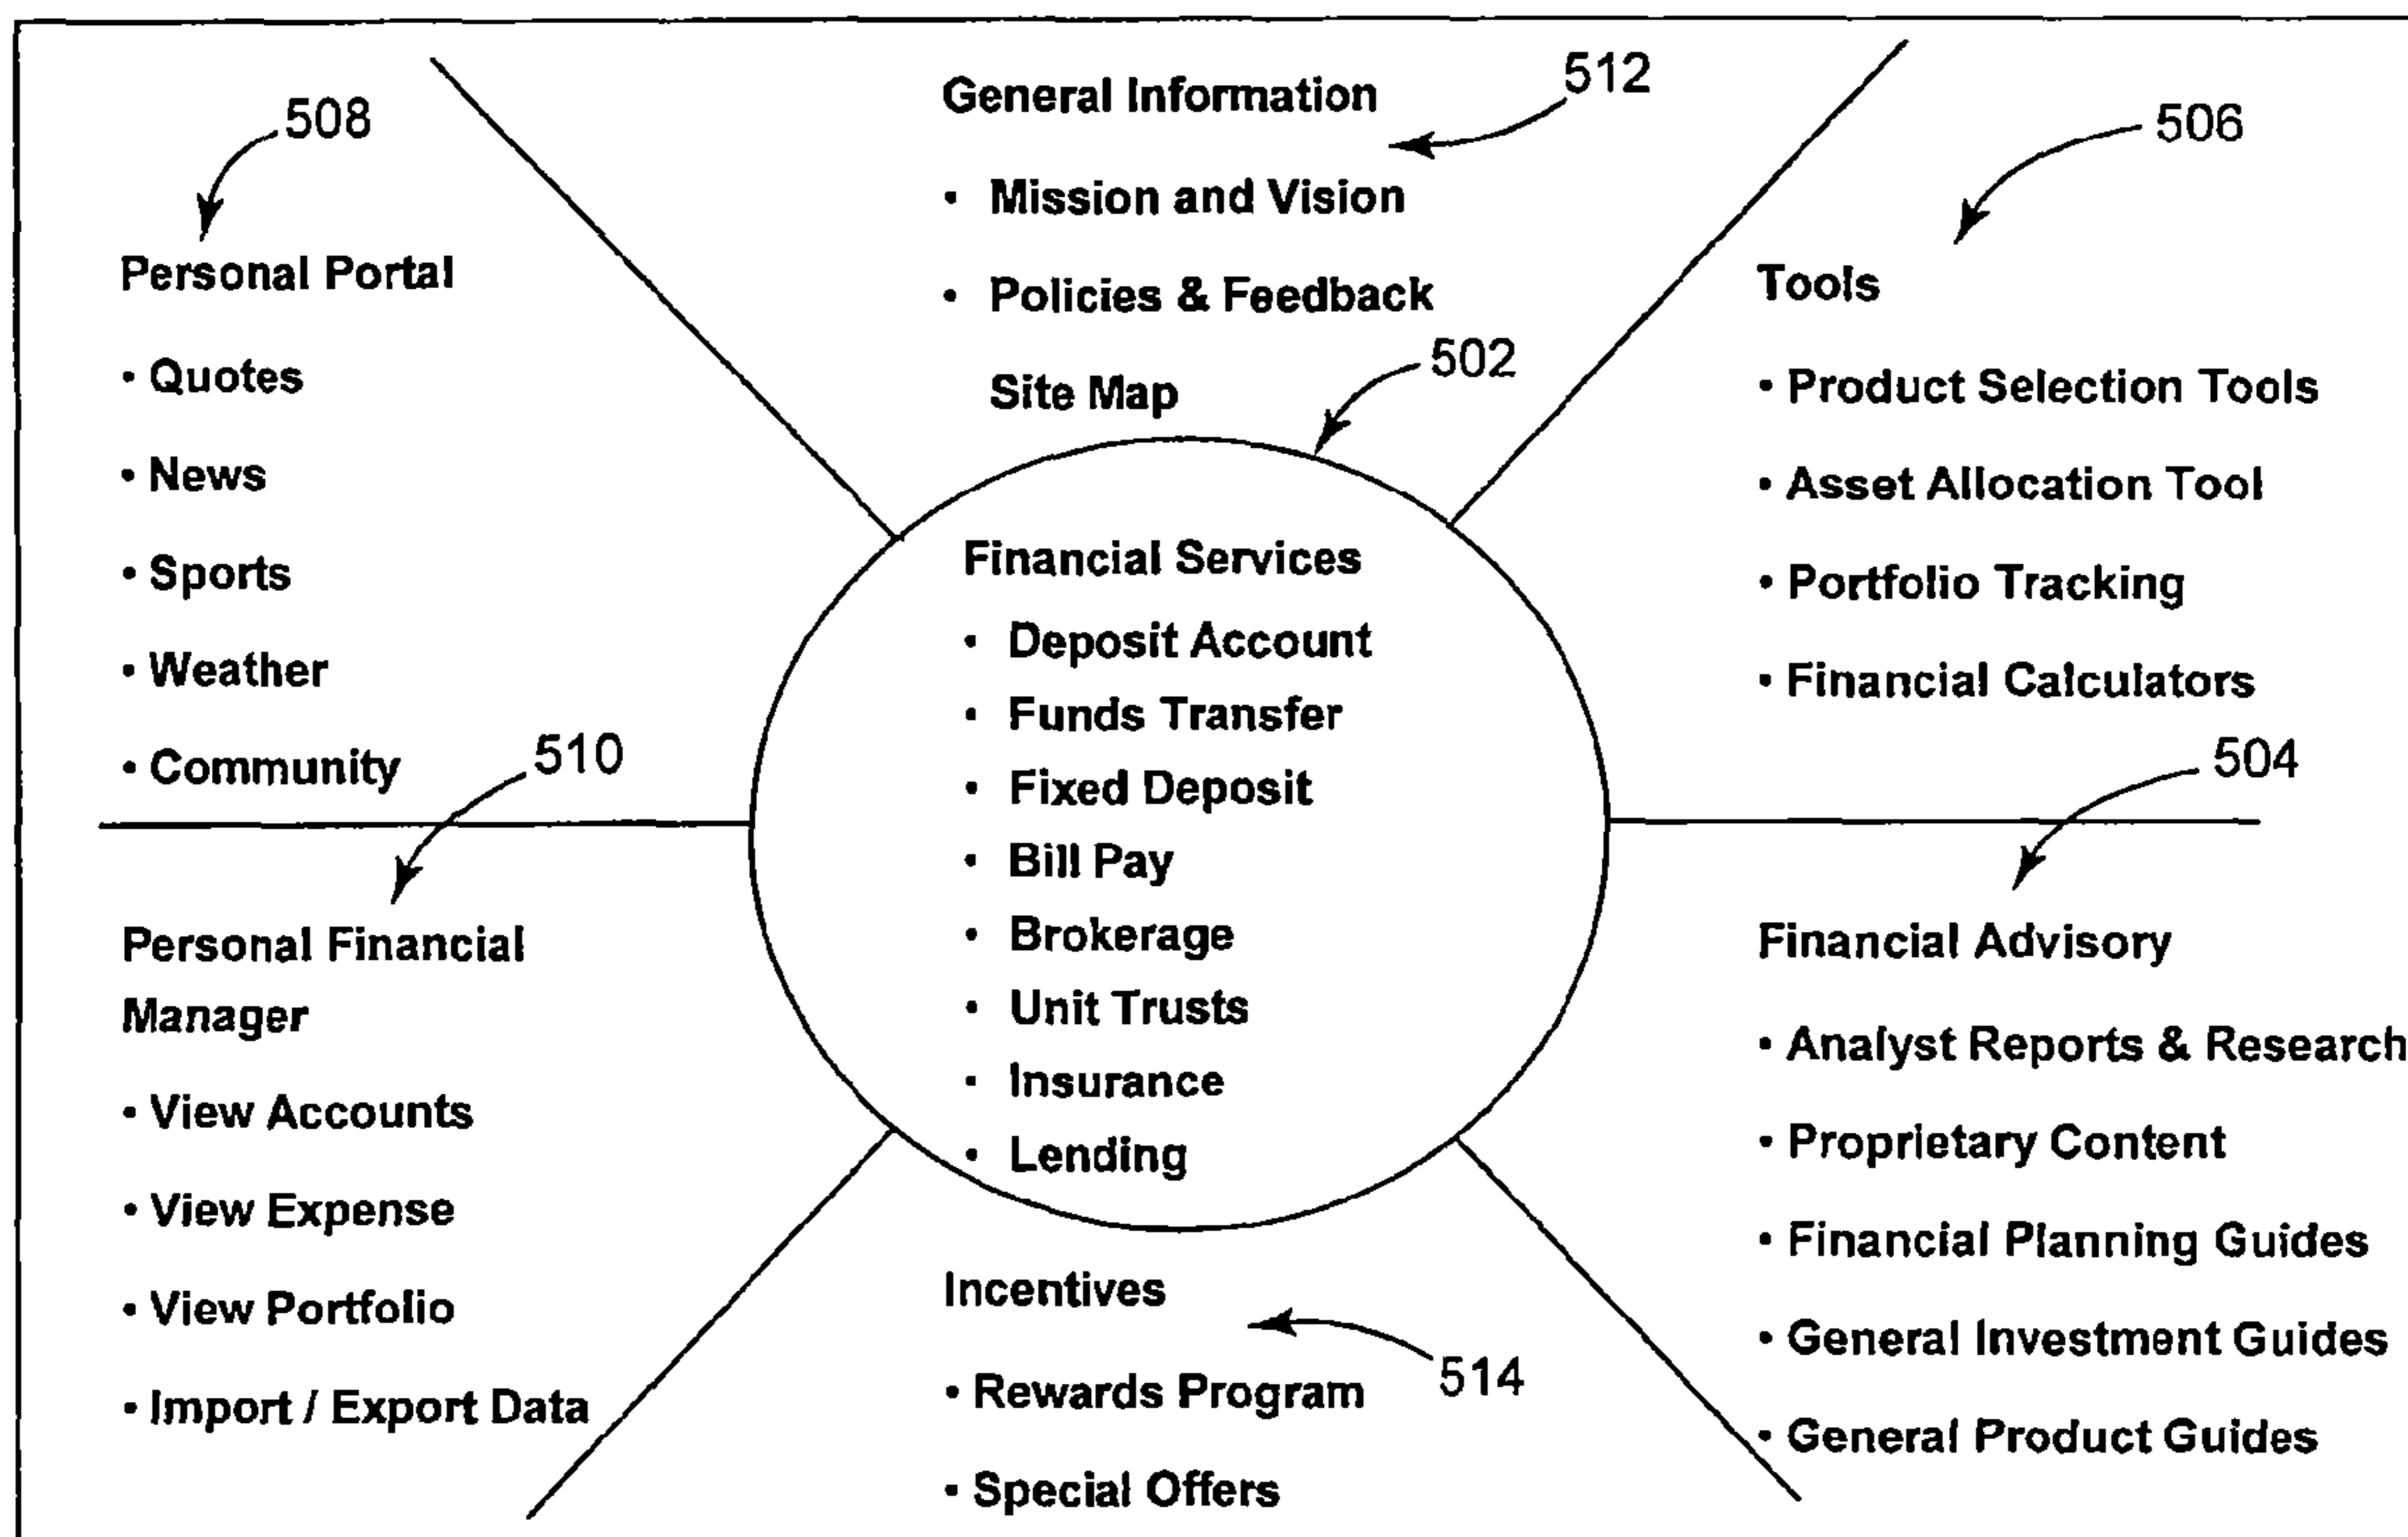 508
Personal Portal
• Quotes
• News
• Sports
• Weather
• Community
512
General Information
• Mission and Vision
• Policies & Feedback
Site Map
506
Tools
• Product Selection Tools
• Asset Allocation Tool
• Portfolio Tracking
• Financial Calculators
502
Financial Services
• Deposit Account
• Funds Transfer
• Fixed Deposit
• Bill Pay
• Brokerage
• Unit Trusts
• Insurance
• Lending
510
Personal Financial
Manager
• View Accounts
• View Expense
• View Portfolio
• Import / Export Data
504
Financial Advisory
• Analyst Reports & Research
• Proprietary Content
• Financial Planning Guides
• General Investment Guides
• General Product Guides
Incentives
514
• Rewards Program
• Special Offers